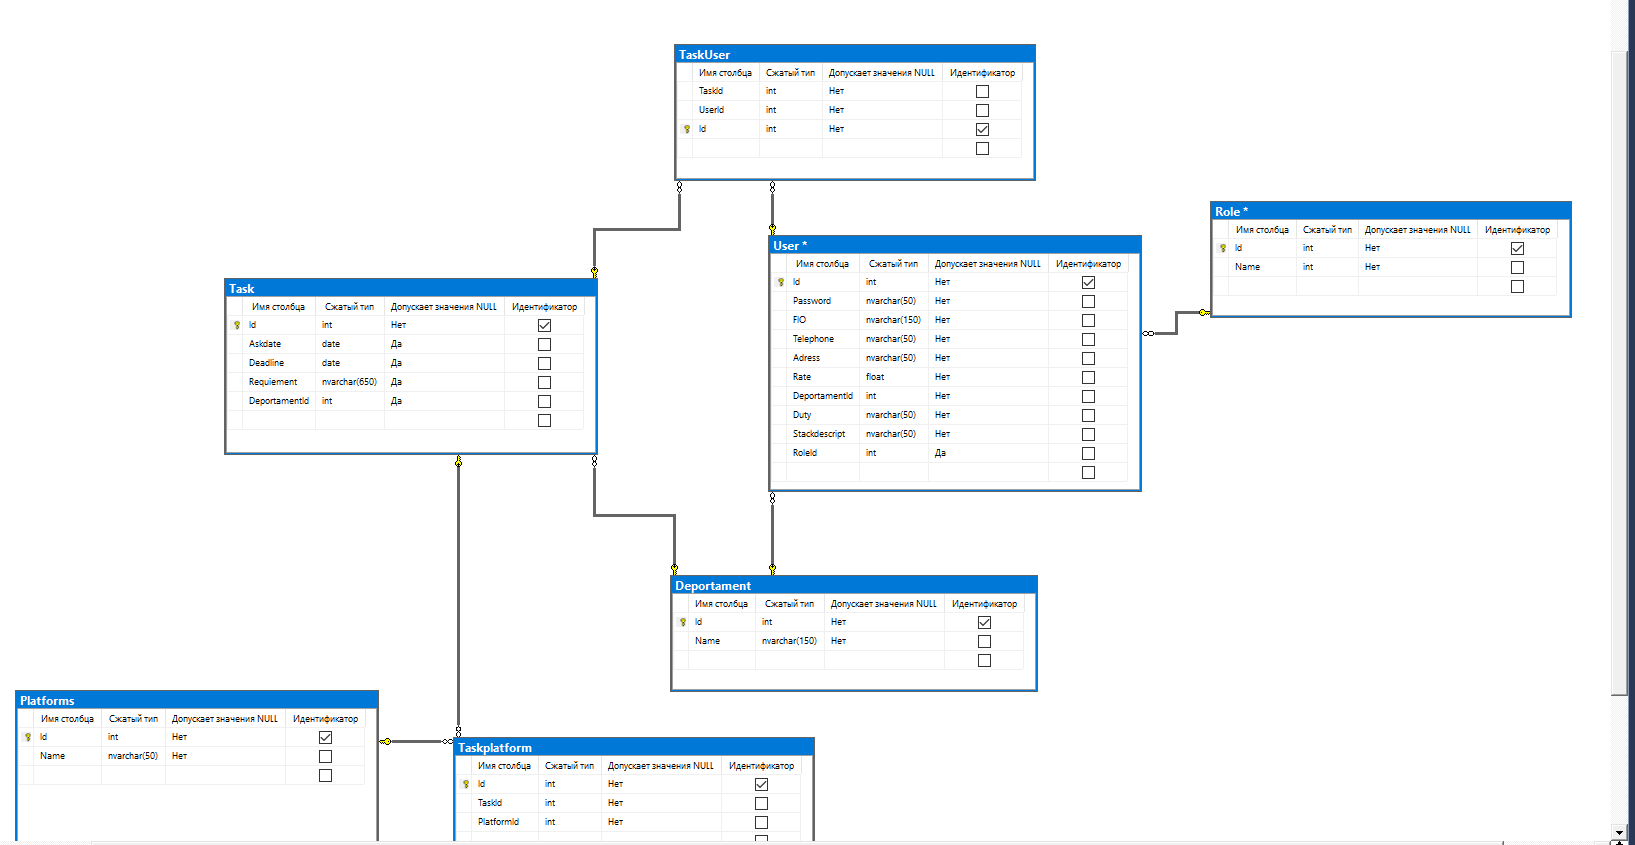 TaskUser
Имя столбца Сжатый тип Допускает значения NULL Идентификатор
TaskId int Нет
UserId int Нет
Id int Нет
Role *
Имя столбца Сжатый тип Допускает значения NULL Идентификатор
Id int Нет
Name int Нет
User *
Имя столбца Сжатый тип Допускает значения NULL Идентификатор
Id int Нет
Password nvarchar(50) Нет
FIO nvarchar(150) Нет
Telephone nvarchar(50) Нет
Adress nvarchar(50) Нет
Rate float Нет
DeportamentId int Нет
Duty nvarchar(50) Нет
Stackdescript nvarchar(50) Нет
RoleId int Да
Task
Имя столбца Сжатый тип Допускает значения NULL Идентификатор
Id int Нет
Askdate date Да
Deadline date Да
Requiement nvarchar(650) Да
DeportamentId int Да
Deportament
Имя столбца Сжатый тип Допускает значения NULL Идентификатор
Id int Нет
Name nvarchar(150) Нет
Platforms
Имя столбца Сжатый тип Допускает значения NULL Идентификатор
Id int Нет
Name nvarchar(50) Нет
Taskplatform
Имя столбца Сжатый тип Допускает значения NULL Идентификатор
Id int Нет
TaskId int Нет
PlatformId int Нет